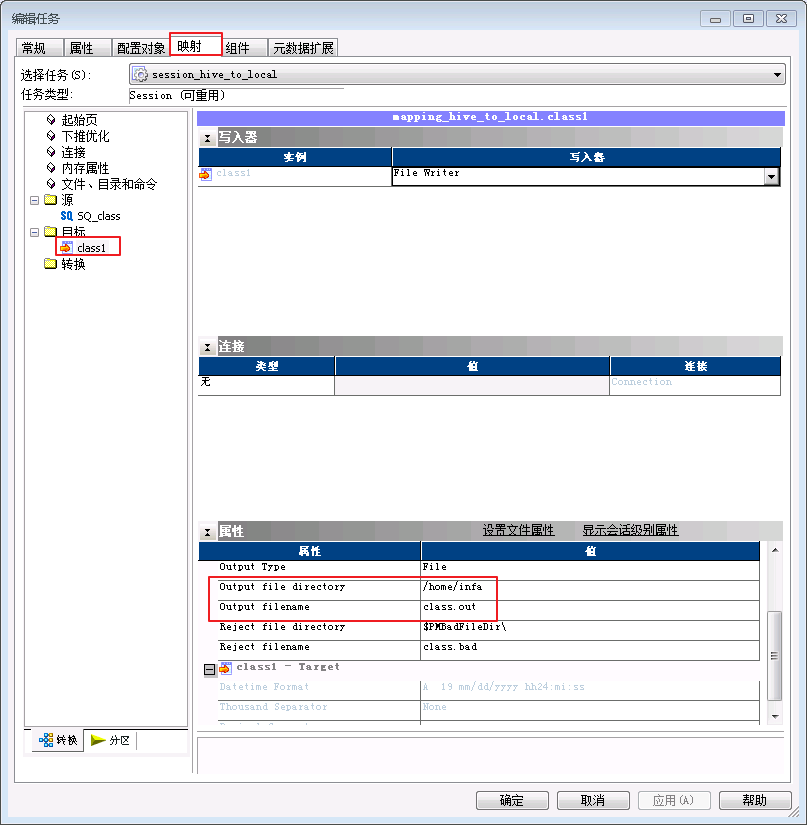 编辑任务
常规 属性 配置对象 映射 组件 元数据扩展
选择任务(S): session_hive_to_local
任务类型: Session (可重用)
起始页
下推优化
连接
内存属性
文件、目录和命令
源
SQ SQ_class
目标
class1
转换
转换 分区
mapping_hive_to_local.class1
写入器
实例 写入器
class1 File Writer
连接
类型 值 连接
无 Connection
属性 设置文件属性 显示会话级别属性
属性 值
Output Type File
Output file directory /home/infa
Output filename class.out
Reject file directory $PMBadFileDir\
Reject filename class.bad
class1 - Target
Datetime Format A 19 mm/dd/yyyy hh24:mi:ss
Thousand Separator None
确定 取消 应用(A) 帮助